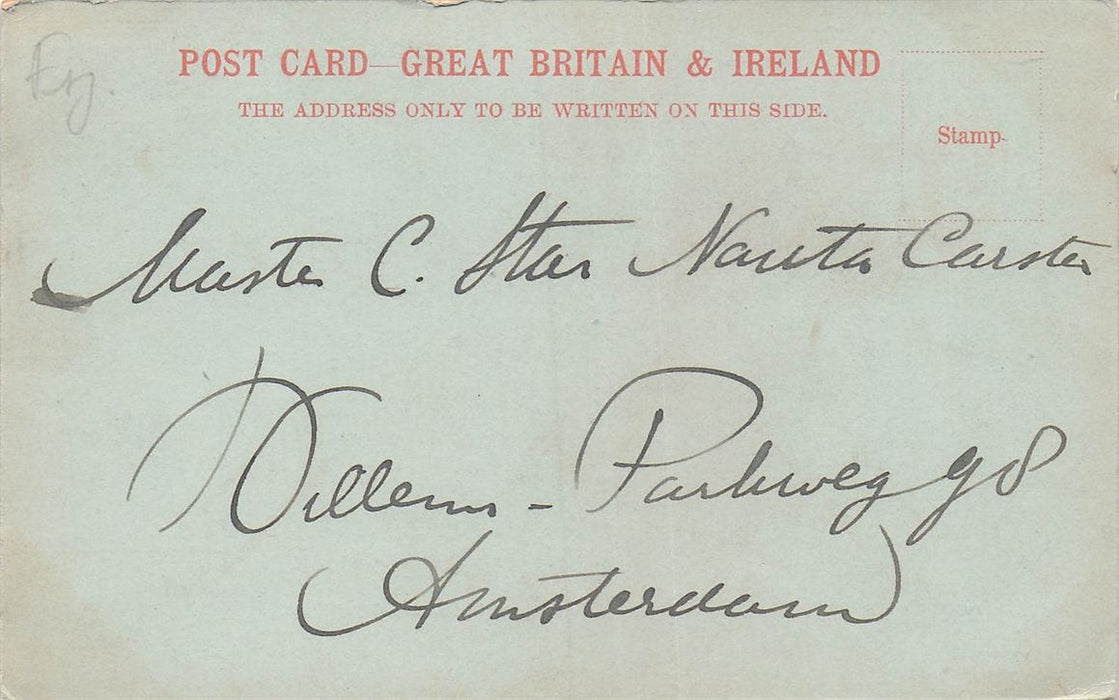 POST CARD—GREAT BRITAIN & IRELAND
THE ADDRESS ONLY TO BE WRITTEN ON THIS SIDE.
Stamp
Master C. Star Nauta Carsten
Willems - Parkweg 98
Amsterdam